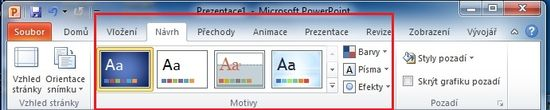 Prezentace1 - Microsoft PowerPoint
Soubor Domů Vložení Návrh Přechody Animace Prezentace Revize Zobrazení Vývojář
Vzhled stránky
Orientace snímku
Aa Aa Aa Aa
Barvy
Písma
Efekty
Styly pozadí
Skrýt grafiku pozadí
Vzhled stránky Motivy Pozadí